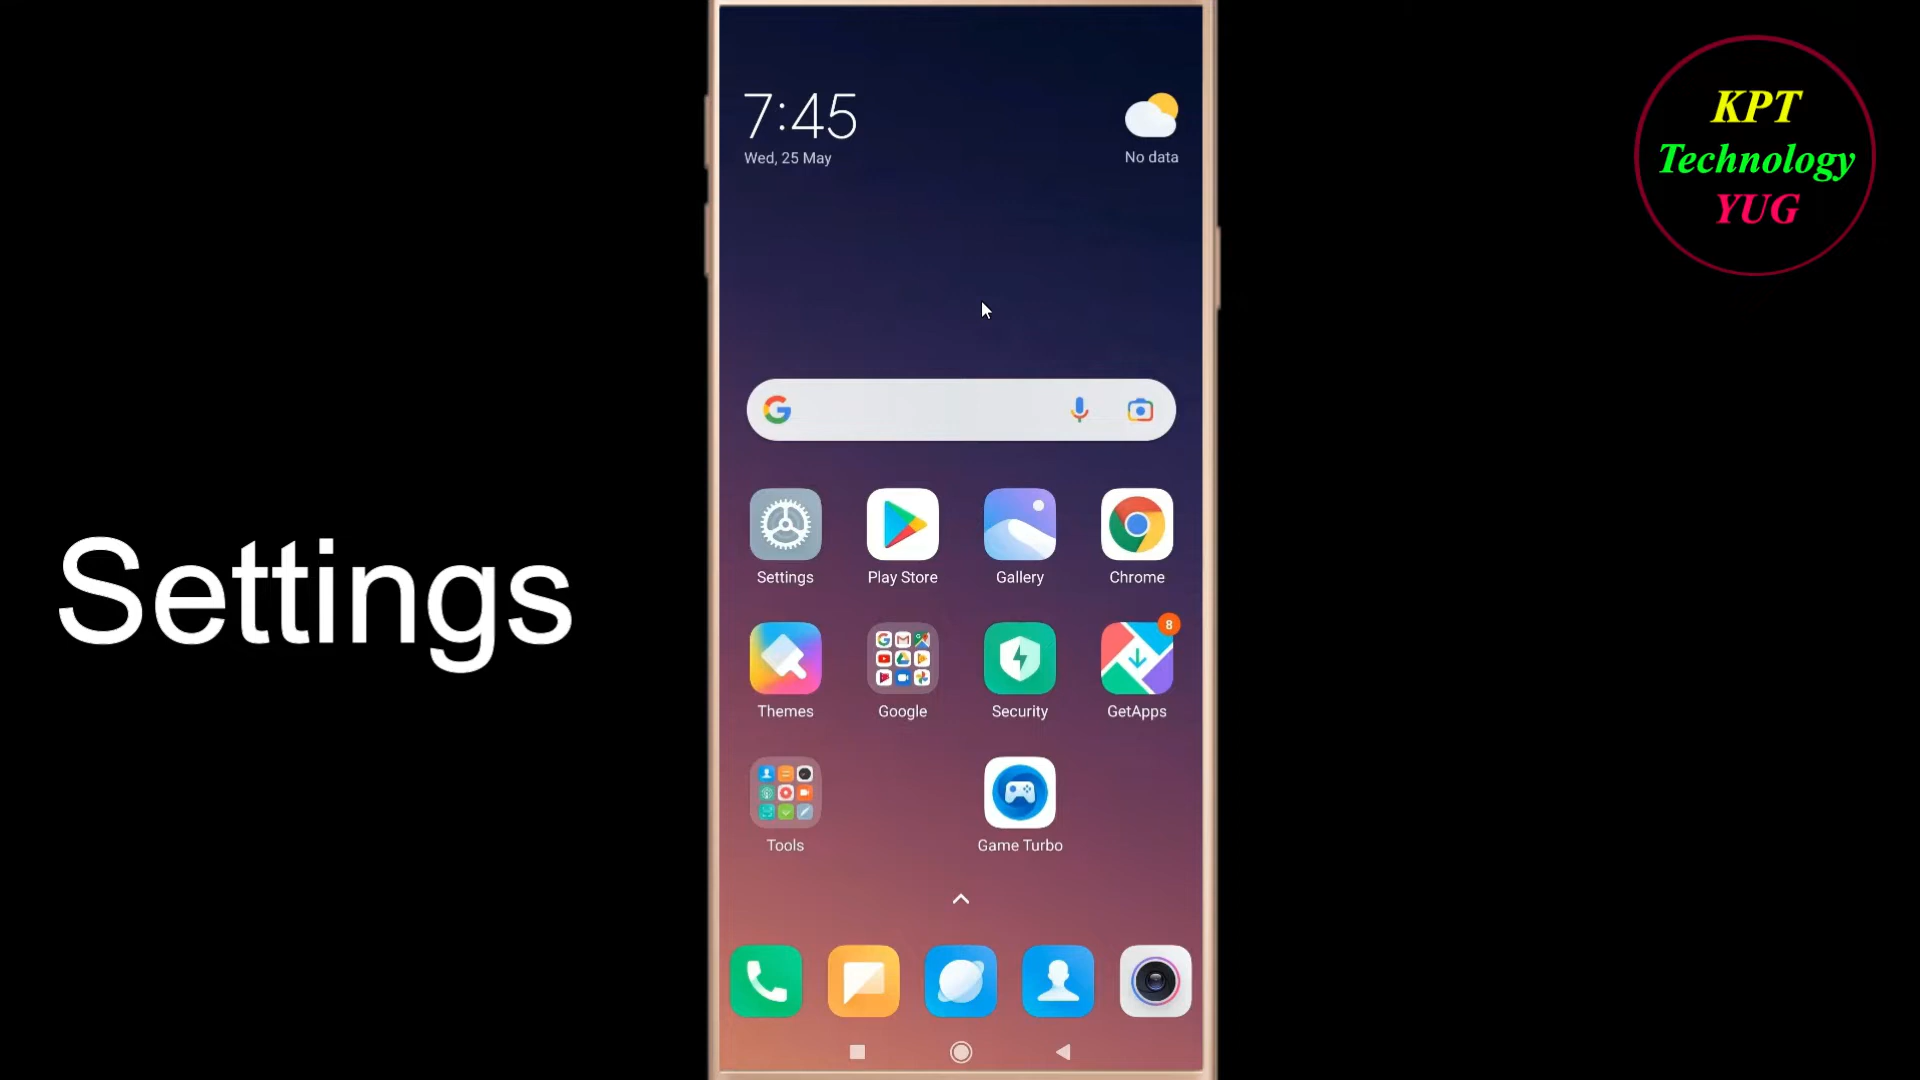 7:45
Wed, 25 May
No data
KPT
Technology
YUG
Settings
Settings
Play Store
Gallery
Chrome
Themes
Google
Security
8
GetApps
Tools
Game Turbo